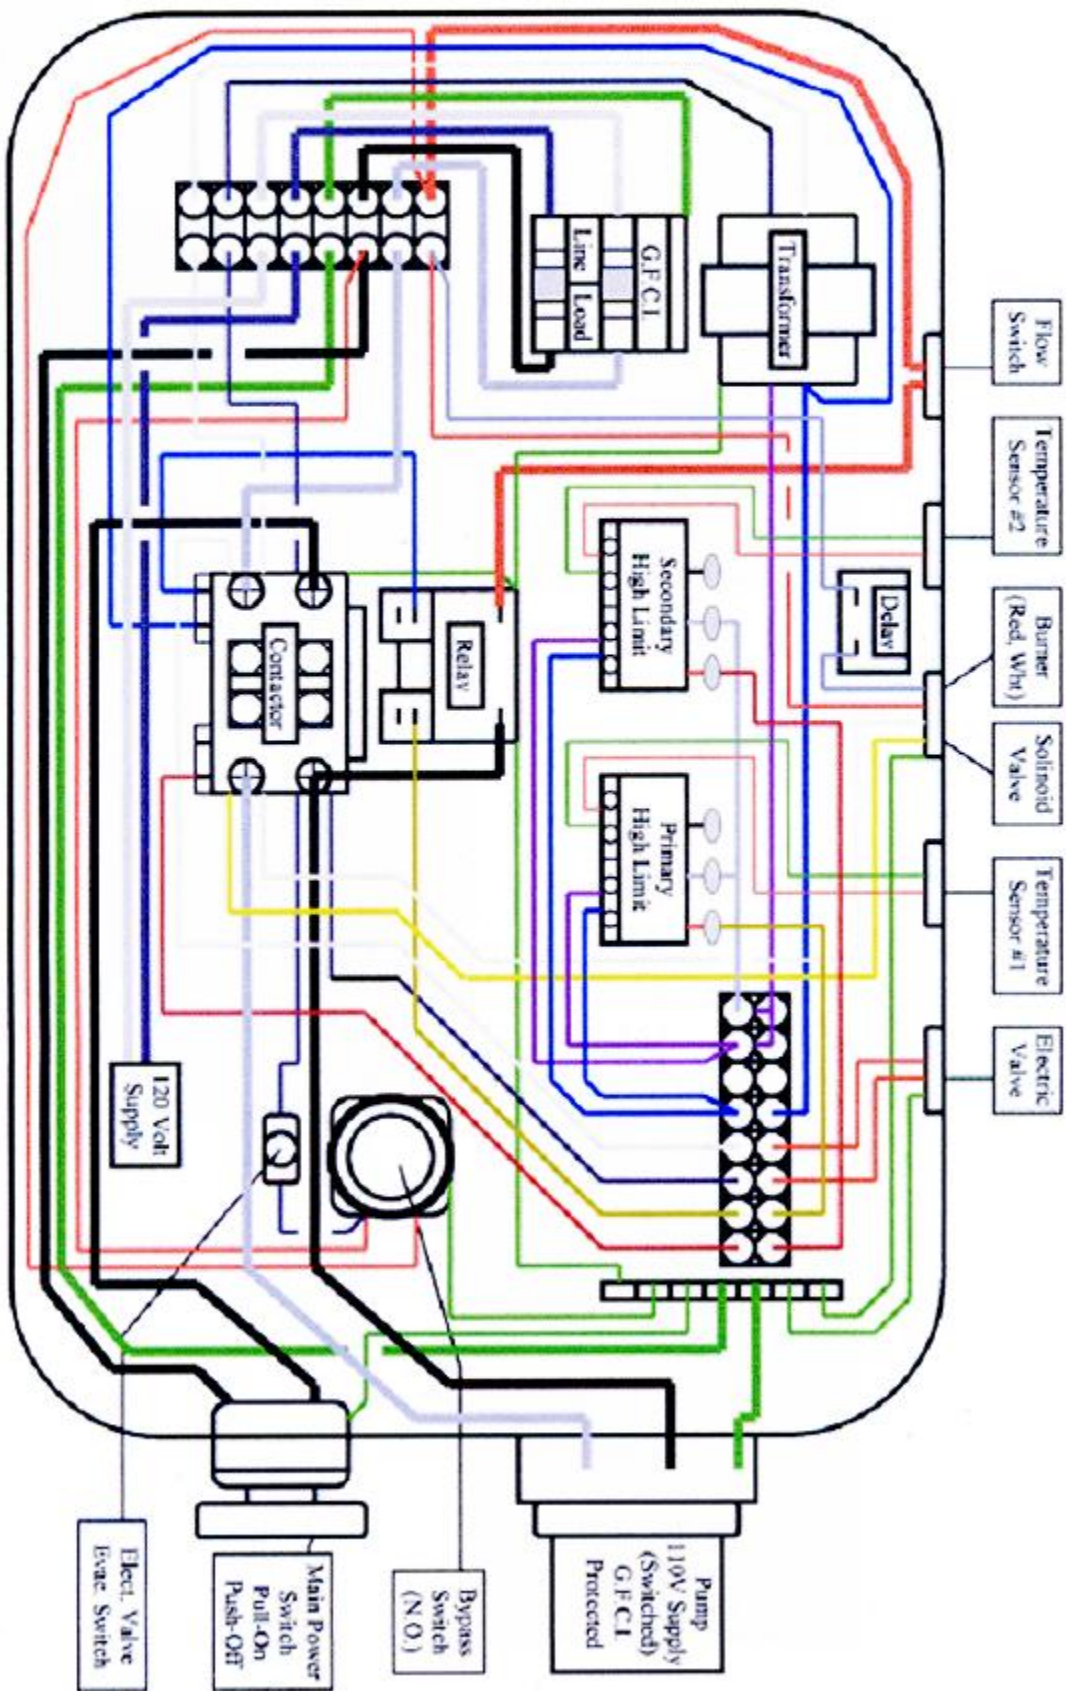 Flow
Switch
Temperature
Sensor #2
Burner
(Red, Wht)
Solinoid
Valve
Temperature
Sensor #1
Electric
Valve
Transformer
G.F.C.I.
Line Load
Delay
Secondary
High Limit
Primary
High Limit
Relay
Contactor
120 Volt
Supply
Pump
110V Supply
(Switched)
G.F.C.I.
Protected
Bypass
Switch
(N.O.)
Main Power
Switch
Pull-On
Push-Off
Elect. Valve
Evac. Switch